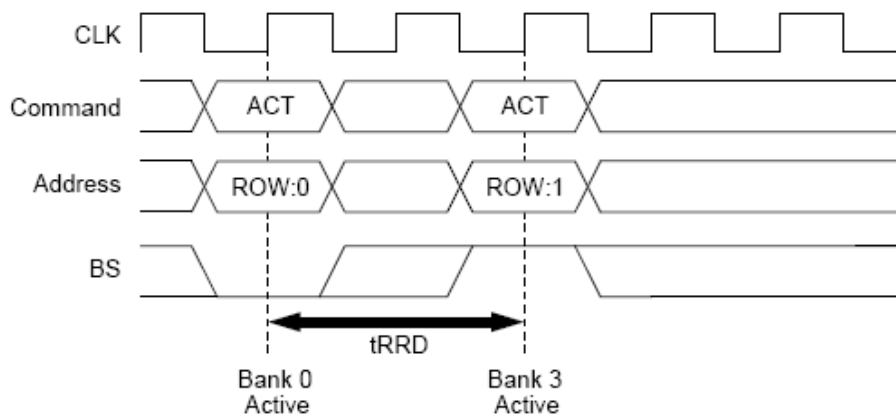 CLK
Command
ACT
ACT
Address
ROW:0
ROW:1
BS
tRRD
Bank 0
Active
Bank 3
Active